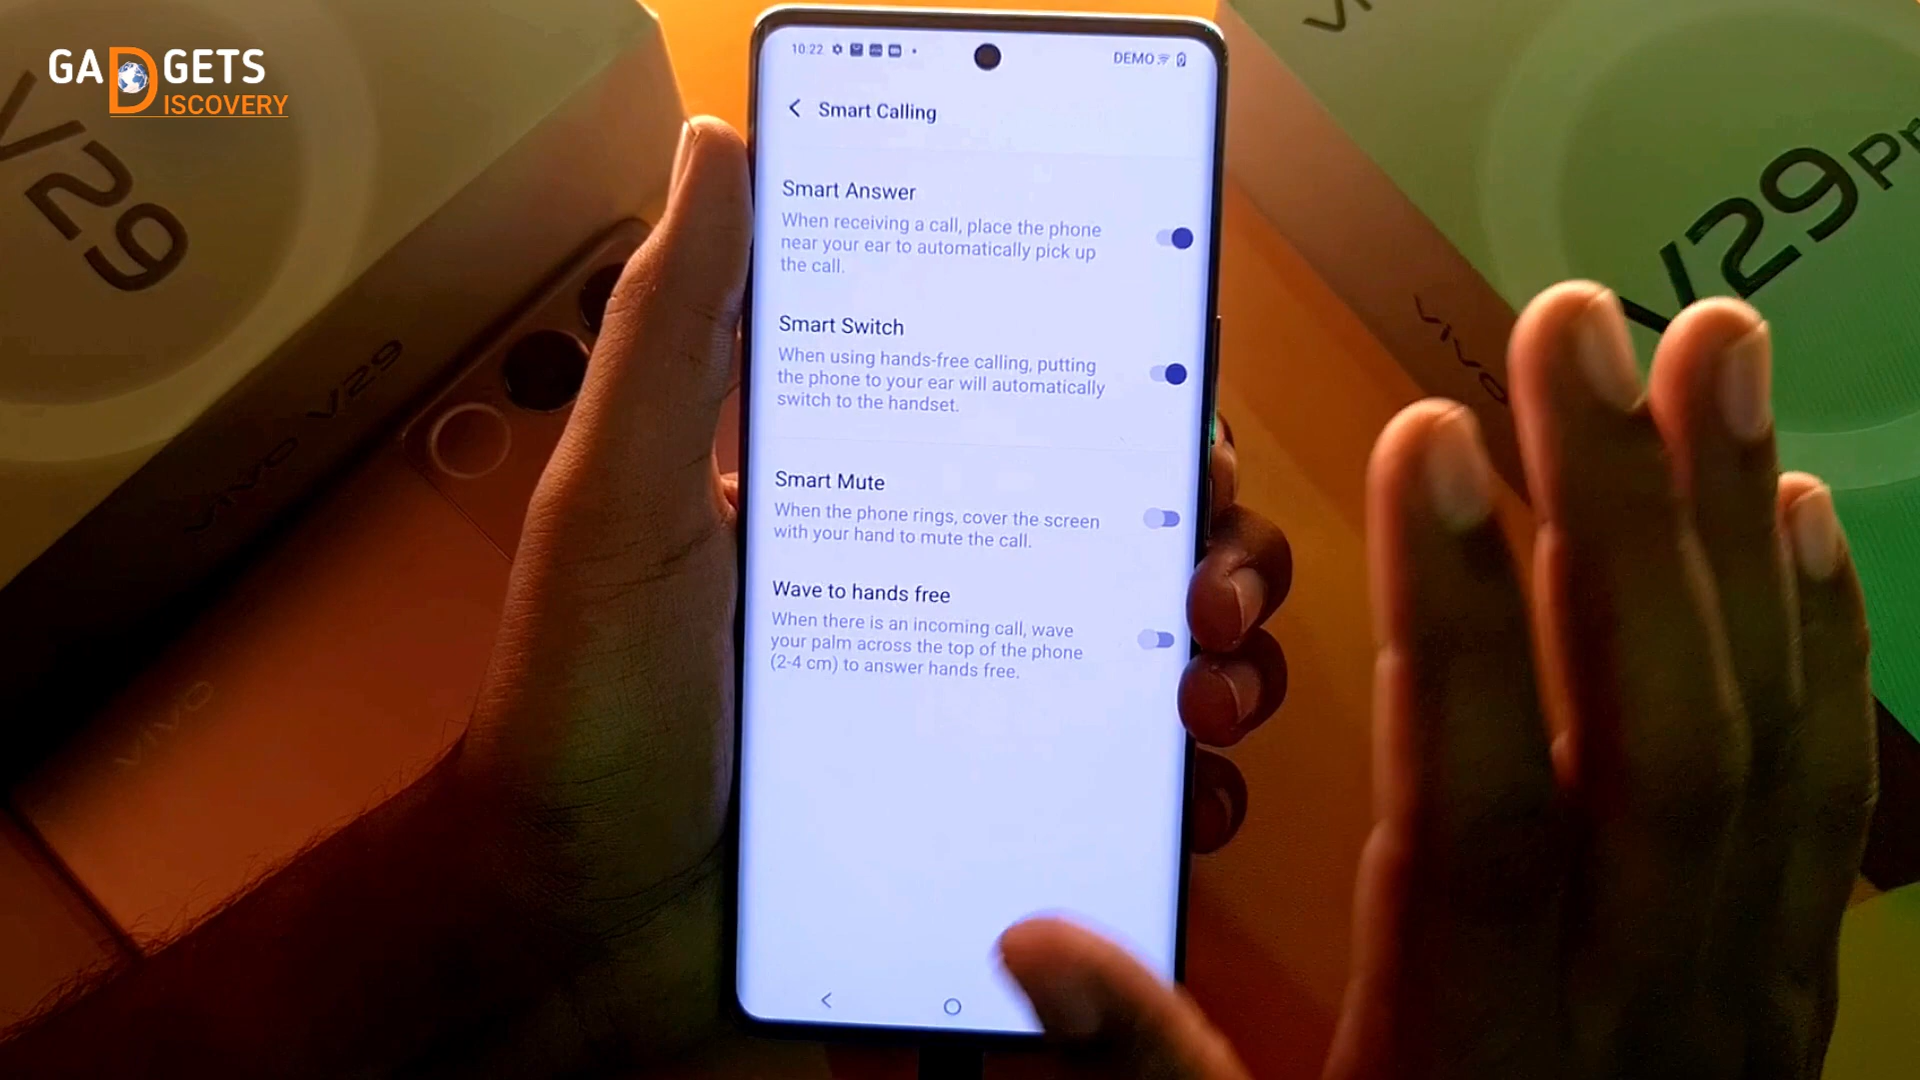 GADGETS
DISCOVERY
V29
vivo V29
vivo
10:22
DEMO
Smart Calling
Smart Answer
When receiving a call, place the phone
near your ear to automatically pick up
the call.
Smart Switch
When using hands-free calling, putting
the phone to your ear will automatically
switch to the handset.
Smart Mute
When the phone rings, cover the screen
with your hand to mute the call.
Wave to hands free
When there is an incoming call, wave
your palm across the top of the phone
(2-4 cm) to answer hands free.
V29Pr
vivo